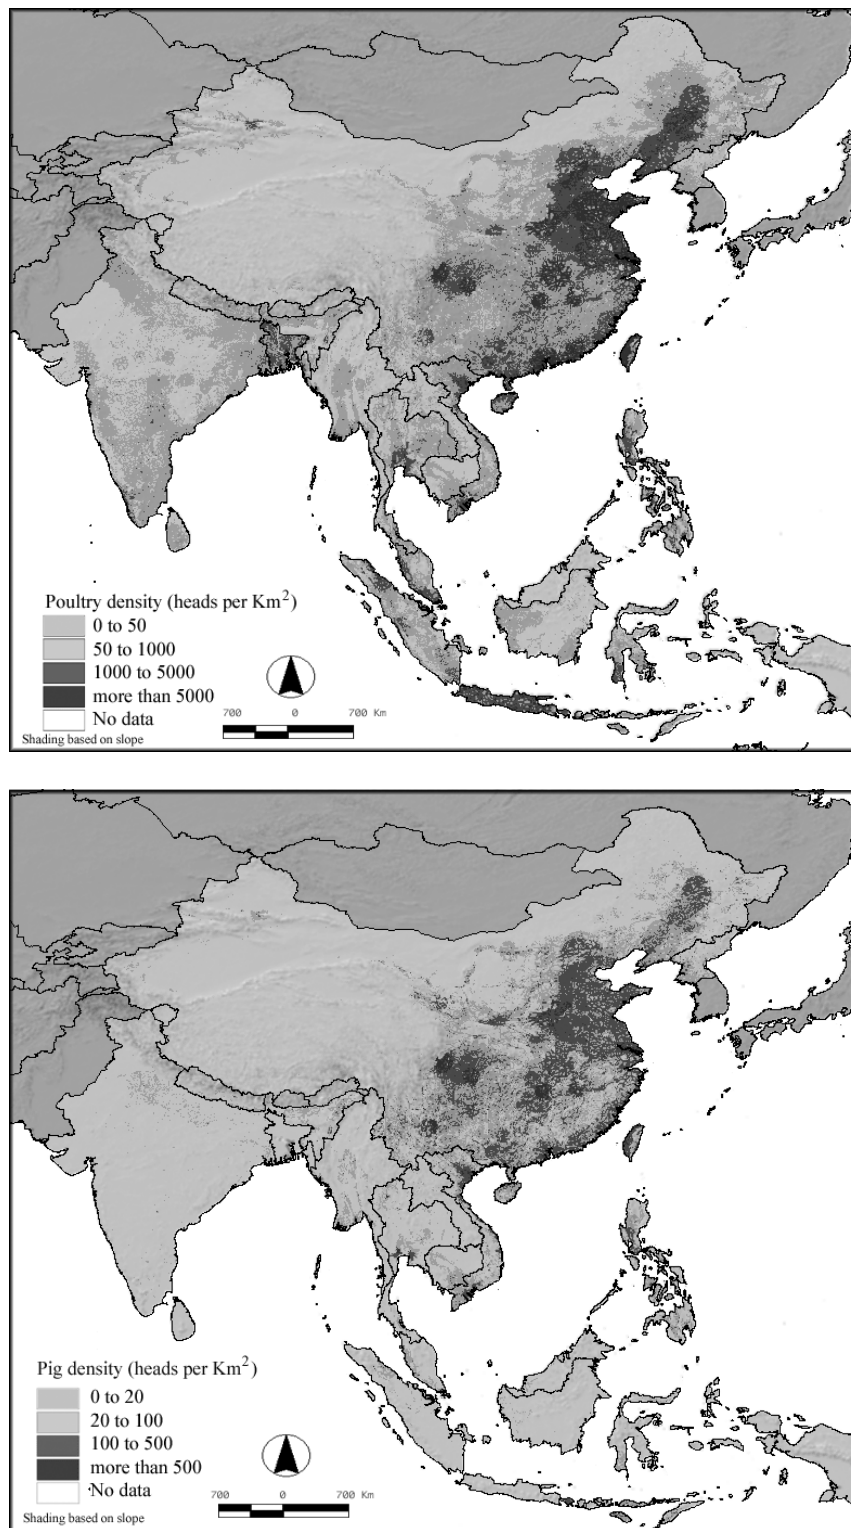 Poultry density (heads per Km²)
0 to 50
50 to 1000
1000 to 5000
more than 5000
No data
Shading based on slope
700 0 700 Km
Pig density (heads per Km²)
0 to 20
20 to 100
100 to 500
more than 500
No data
Shading based on slope
700 0 700 Km